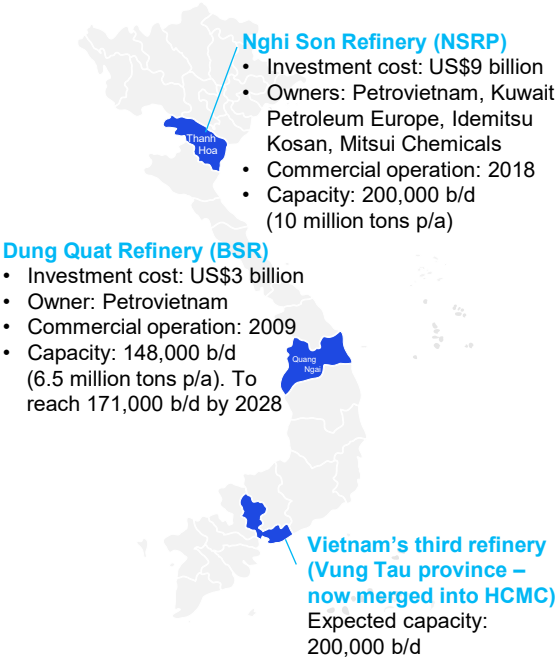 Nghi Son Refinery (NSRP)
• Investment cost: US$9 billion
• Owners: Petrovietnam, Kuwait
Petroleum Europe, Idemitsu
Kosan, Mitsui Chemicals
• Commercial operation: 2018
• Capacity: 200,000 b/d
(10 million tons p/a)
Thanh
Hoa
Dung Quat Refinery (BSR)
• Investment cost: US$3 billion
• Owner: Petrovietnam
• Commercial operation: 2009
• Capacity: 148,000 b/d
(6.5 million tons p/a). To
reach 171,000 b/d by 2028
Quang
Ngai
Vietnam’s third refinery
(Vung Tau province –
now merged into HCMC)
Expected capacity:
200,000 b/d